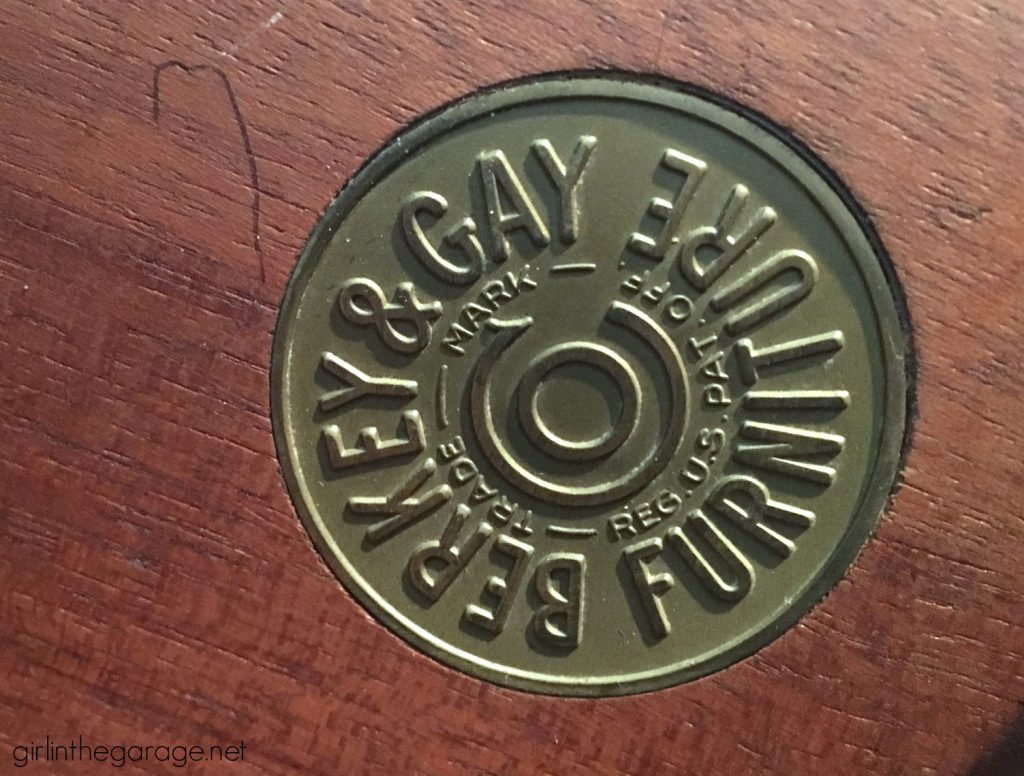 BERKEY & GAY
FURNITURE
TRADE — MARK —
REG. U.S. PAT. OFF.
girlinthegarage.net